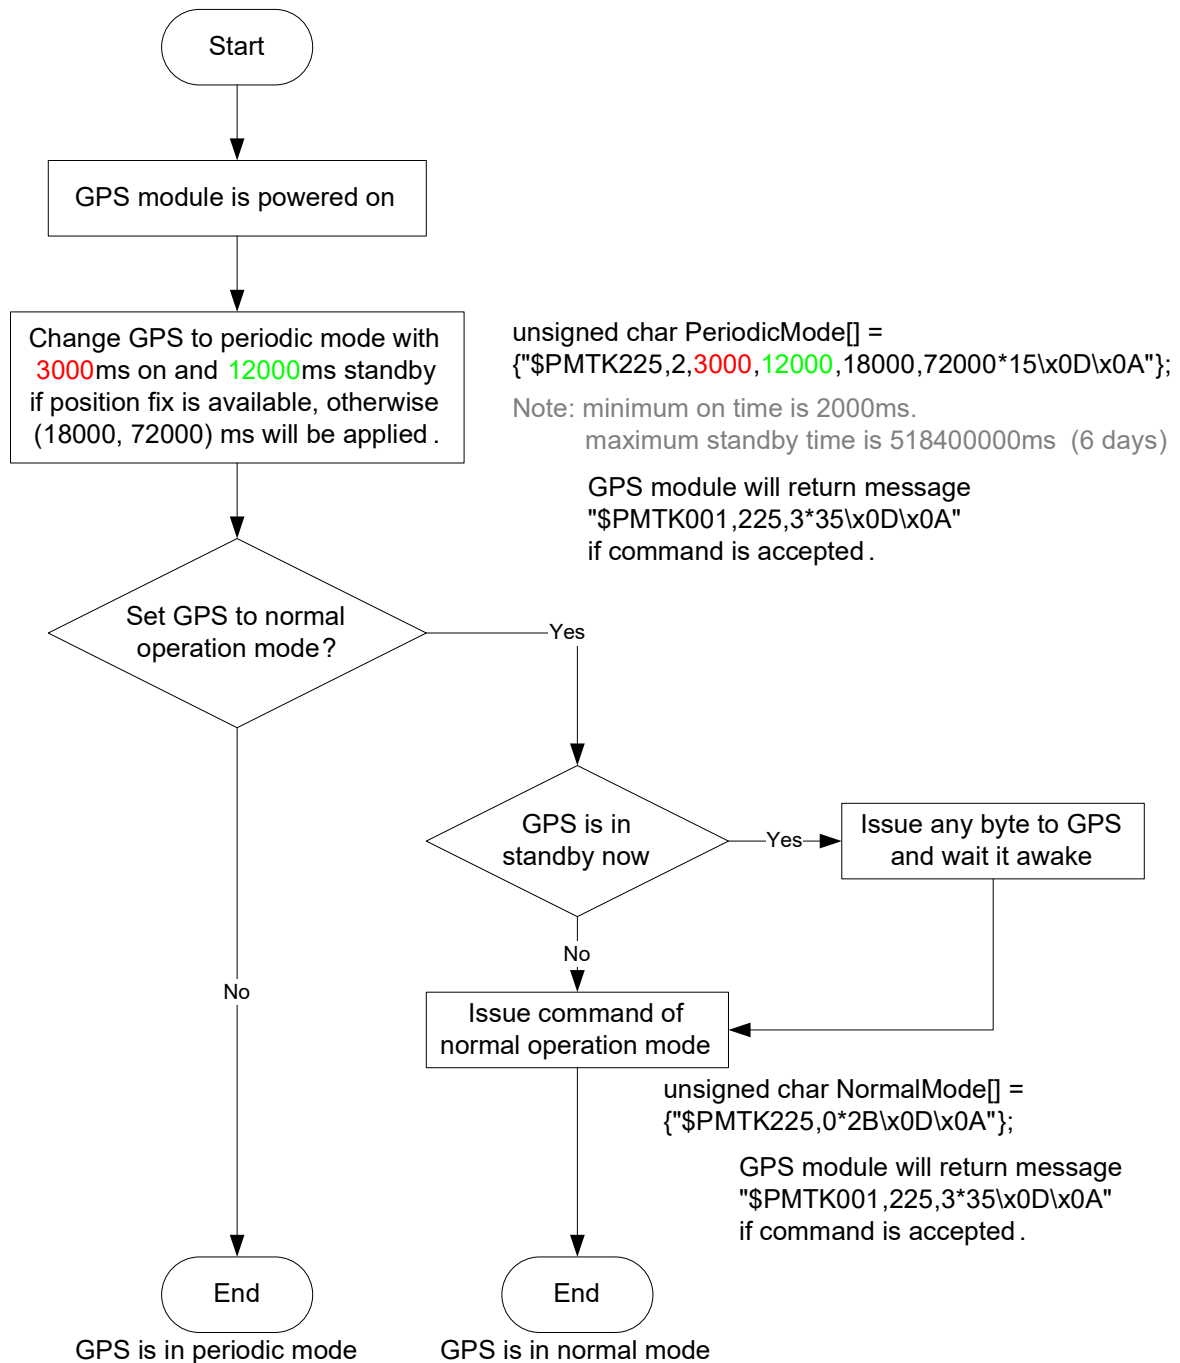 Start
GPS module is powered on
Change GPS to periodic mode with
3000ms on and 12000ms standby
if position fix is available, otherwise
(18000, 72000) ms will be applied.
unsigned char PeriodicMode[] =
{"$PMTK225,2,3000,12000,18000,72000*15\x0D\x0A"};
Note: minimum on time is 2000ms.
maximum standby time is 518400000ms (6 days)
GPS module will return message
"$PMTK001,225,3*35\x0D\x0A"
if command is accepted.
Set GPS to normal
operation mode?
Yes
GPS is in
standby now
Yes
Issue any byte to GPS
and wait it awake
No
No
Issue command of
normal operation mode
unsigned char NormalMode[] =
{"$PMTK225,0*2B\x0D\x0A"};
GPS module will return message
"$PMTK001,225,3*35\x0D\x0A"
if command is accepted.
End
End
GPS is in periodic mode
GPS is in normal mode